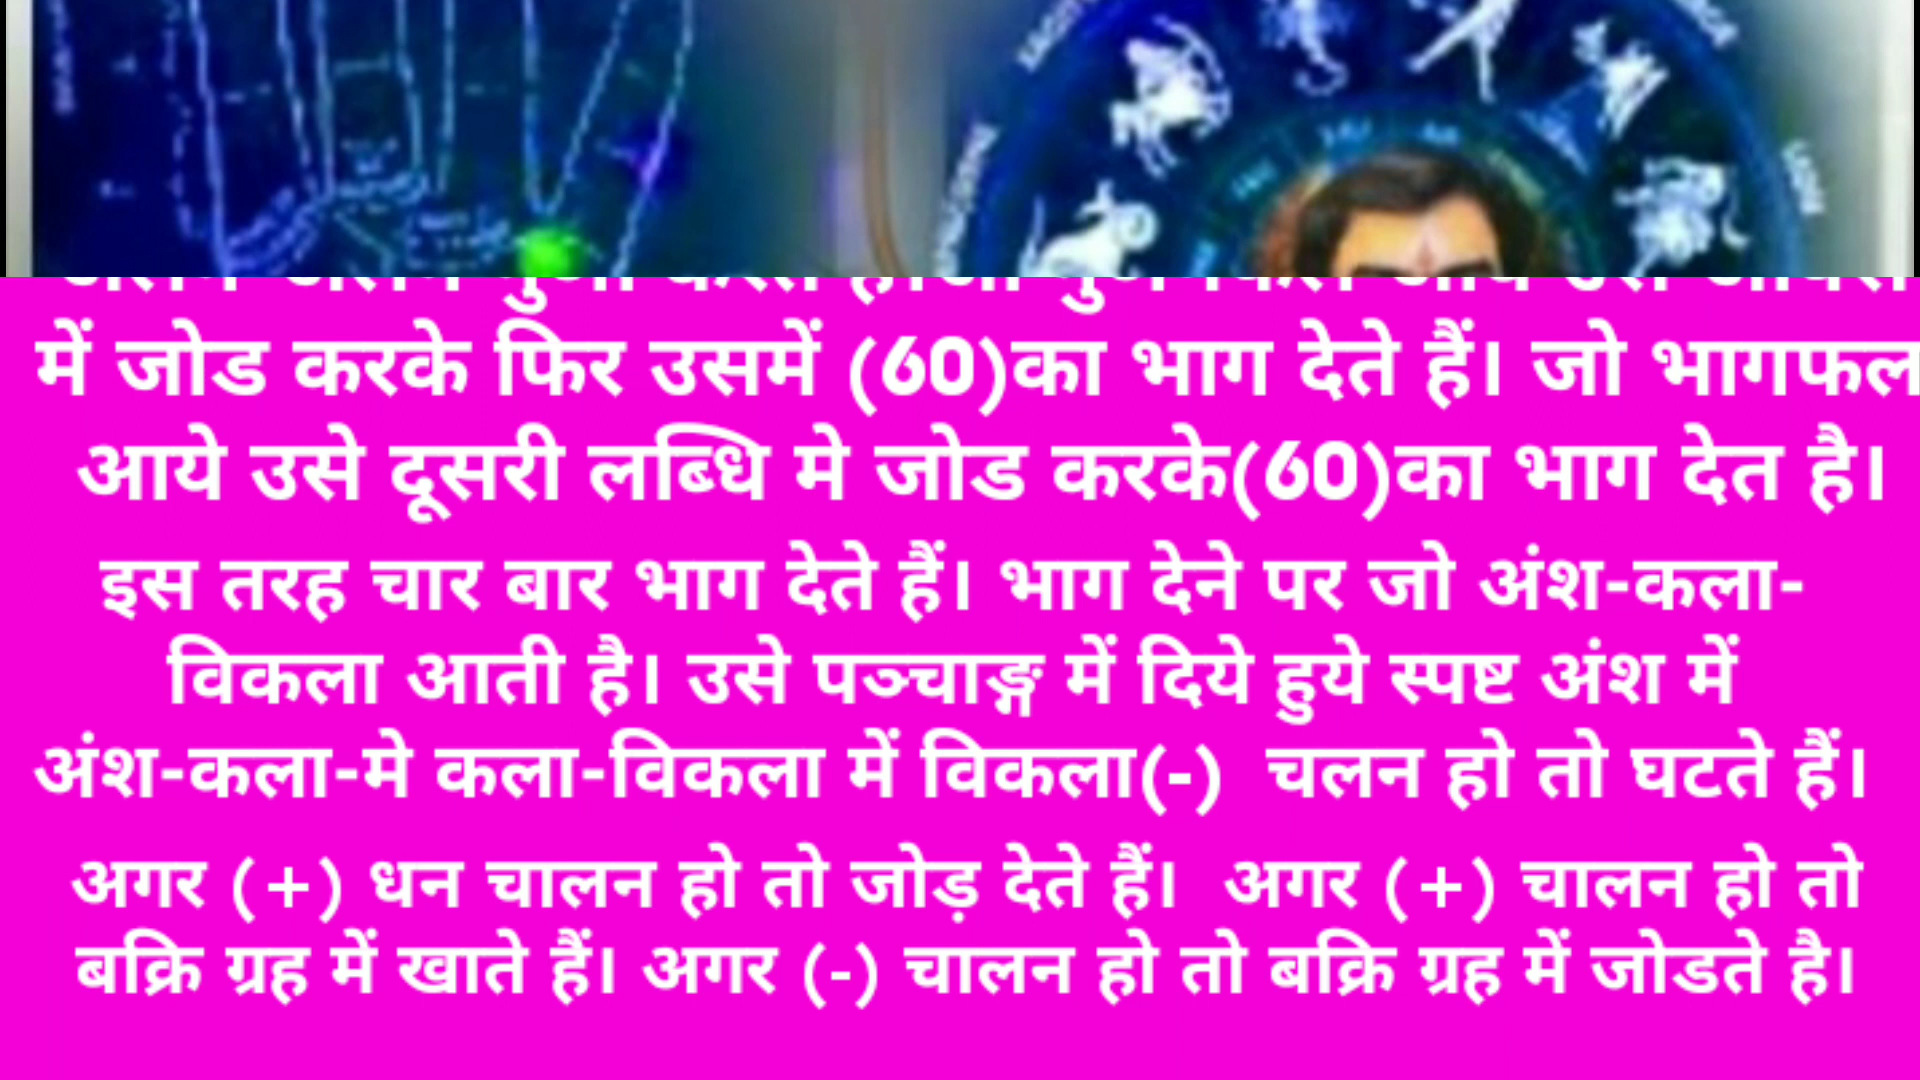 में जोड करके फिर उसमें (60)का भाग देते हैं। जो भागफल
आये उसे दूसरी लब्धि मे जोड करके(60)का भाग देत है।
इस तरह चार बार भाग देते हैं। भाग देने पर जो अंश-कला-
विकला आती है। उसे पञ्चाङ्ग में दिये हुये स्पष्ट अंश में
अंश-कला-मे कला-विकला में विकला(-) चलन हो तो घटते हैं।
अगर (+) धन चालन हो तो जोड़ देते हैं। अगर (+) चालन हो तो
बक्रि ग्रह में खाते हैं। अगर (-) चालन हो तो बक्रि ग्रह में जोडते है।